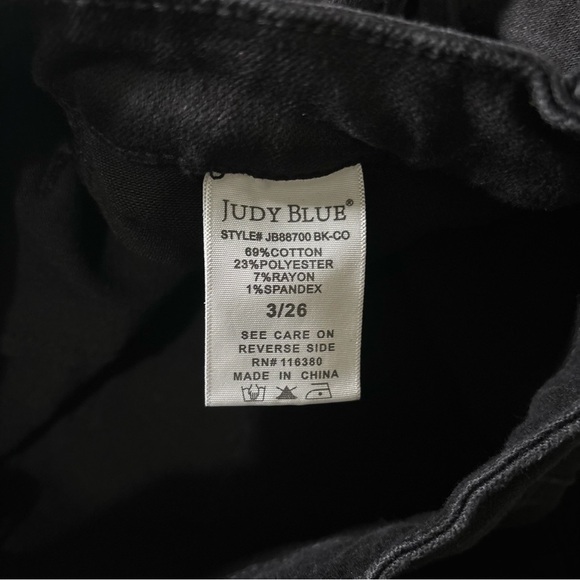 JUDY BLUE®
STYLE# JB88700 BK-CO
69%COTTON
23%POLYESTER
7%RAYON
1%SPANDEX
3/26
SEE CARE ON
REVERSE SIDE
RN# 116380
MADE IN CHINA